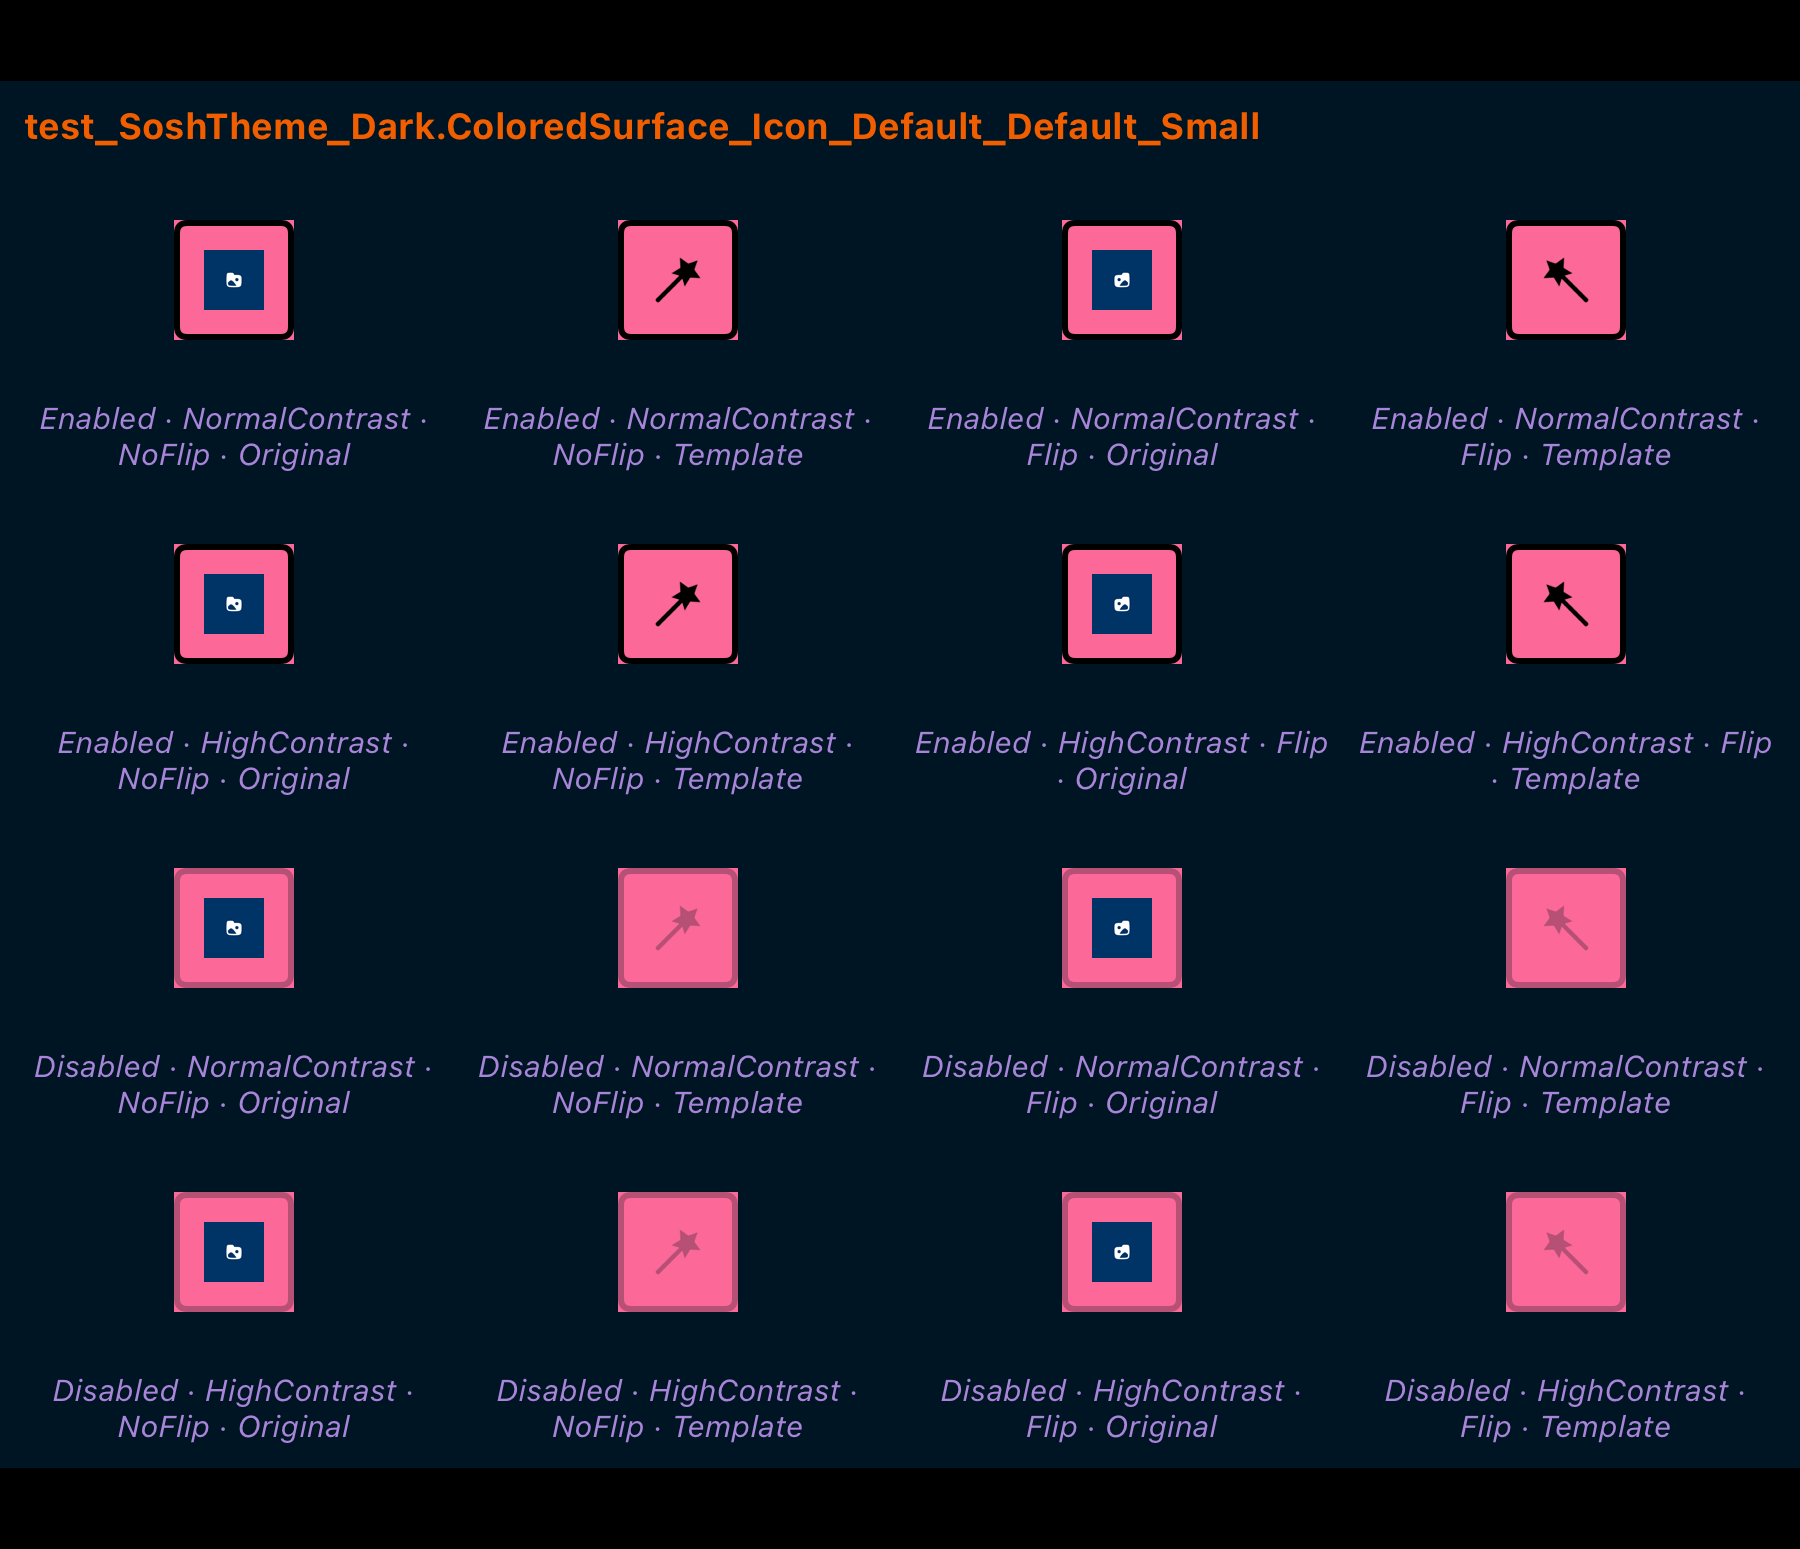 test_SoshTheme_Dark.ColoredSurface_Icon_Default_Default_Small
Enabled · NormalContrast ·
NoFlip · Original
Enabled · NormalContrast ·
NoFlip · Template
Enabled · NormalContrast ·
Flip · Original
Enabled · NormalContrast ·
Flip · Template
Enabled · HighContrast ·
NoFlip · Original
Enabled · HighContrast ·
NoFlip · Template
Enabled · HighContrast · Flip
· Original
Enabled · HighContrast · Flip
· Template
Disabled · NormalContrast ·
NoFlip · Original
Disabled · NormalContrast ·
NoFlip · Template
Disabled · NormalContrast ·
Flip · Original
Disabled · NormalContrast ·
Flip · Template
Disabled · HighContrast ·
NoFlip · Original
Disabled · HighContrast ·
NoFlip · Template
Disabled · HighContrast ·
Flip · Original
Disabled · HighContrast ·
Flip · Template